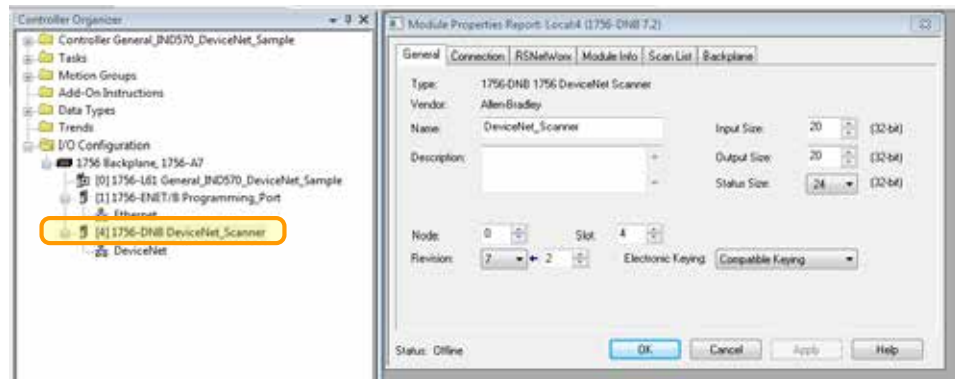 Controller Organizer
Controller General_IND570_DeviceNet_Sample
Tasks
Motion Groups
Add-On Instructions
Data Types
Trends
I/O Configuration
1756 Backplane, 1756-A7
[0] 1756-L61 General_IND570_DeviceNet_Sample
[1] 1756-ENET/B Programming_Port
Ethernet
[4] 1756-DNB DeviceNet_Scanner
DeviceNet
Module Properties Report: Local:4 (1756-DNB 7.2)
General Connection RSNetWorx Module Info Scan List Backplane
Type: 1756-DNB 1756 DeviceNet Scanner
Vendor: Allen-Bradley
Name: DeviceNet_Scanner Input Size: 20 (32-bit)
Description: Output Size: 20 (32-bit)
Status Size: 24 (32-bit)
Node: 0 Slot: 4
Revision: 7 2 Electronic Keying: Compatible Keying
Status: Offline OK Cancel Apply Help